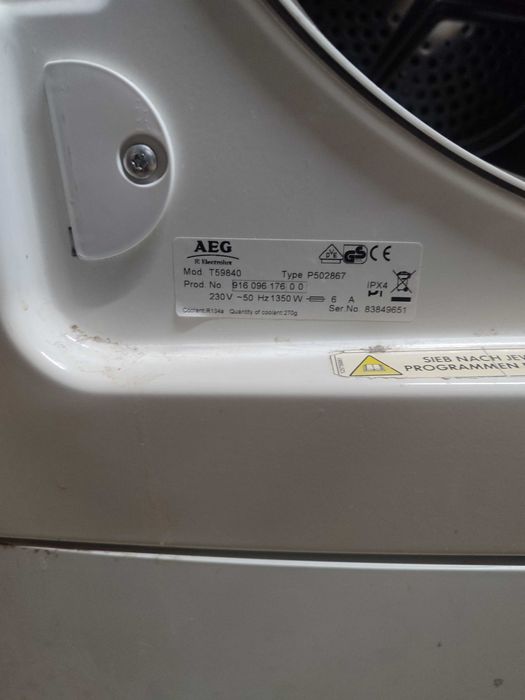 AEG
Electrolux
Mod. T59840 Type P502867
Prod. No 916 096 176 0 0 IPX4
230 V ~50 Hz 1350 W 6 A
Ser.No. 83849651
Coolant:R134a Quantity of coolant:270g
SIEB NACH JE
PROGRAMMEN